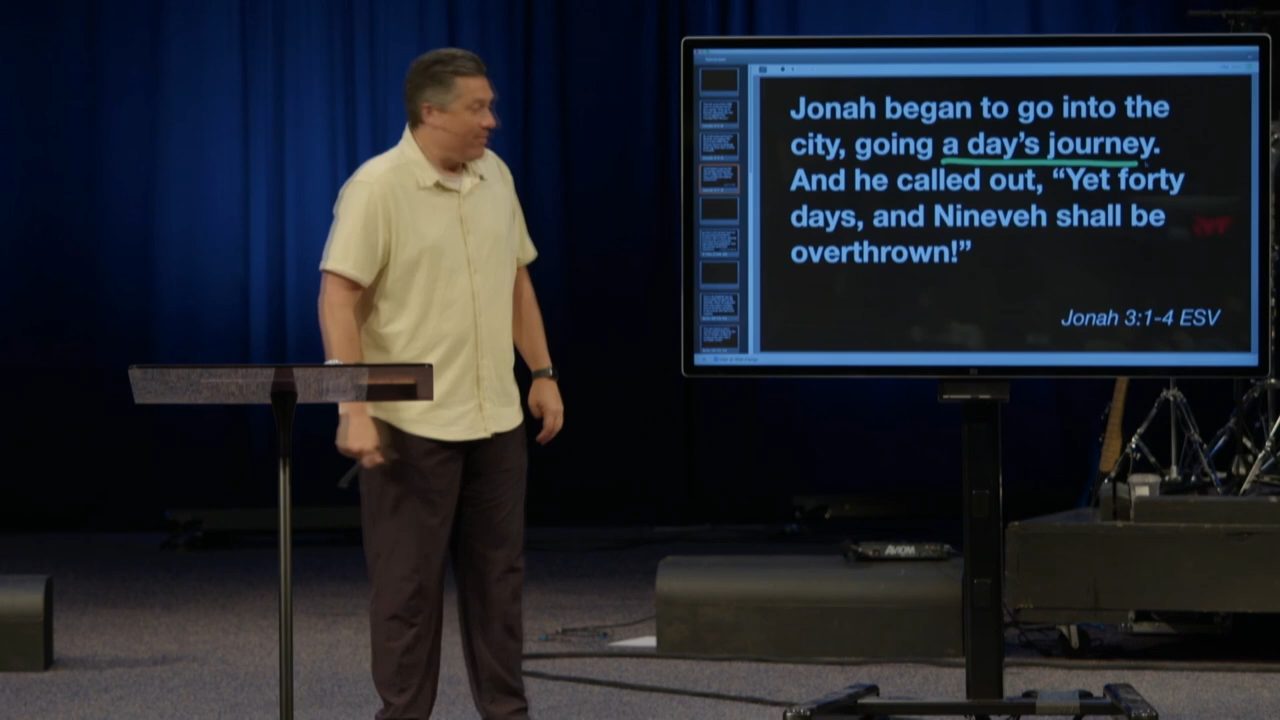 Jonah began to go into the
city, going a day's journey.
And he called out, “Yet forty
days, and Nineveh shall be
overthrown!”
Jonah 3:1-4 ESV
AVIOM